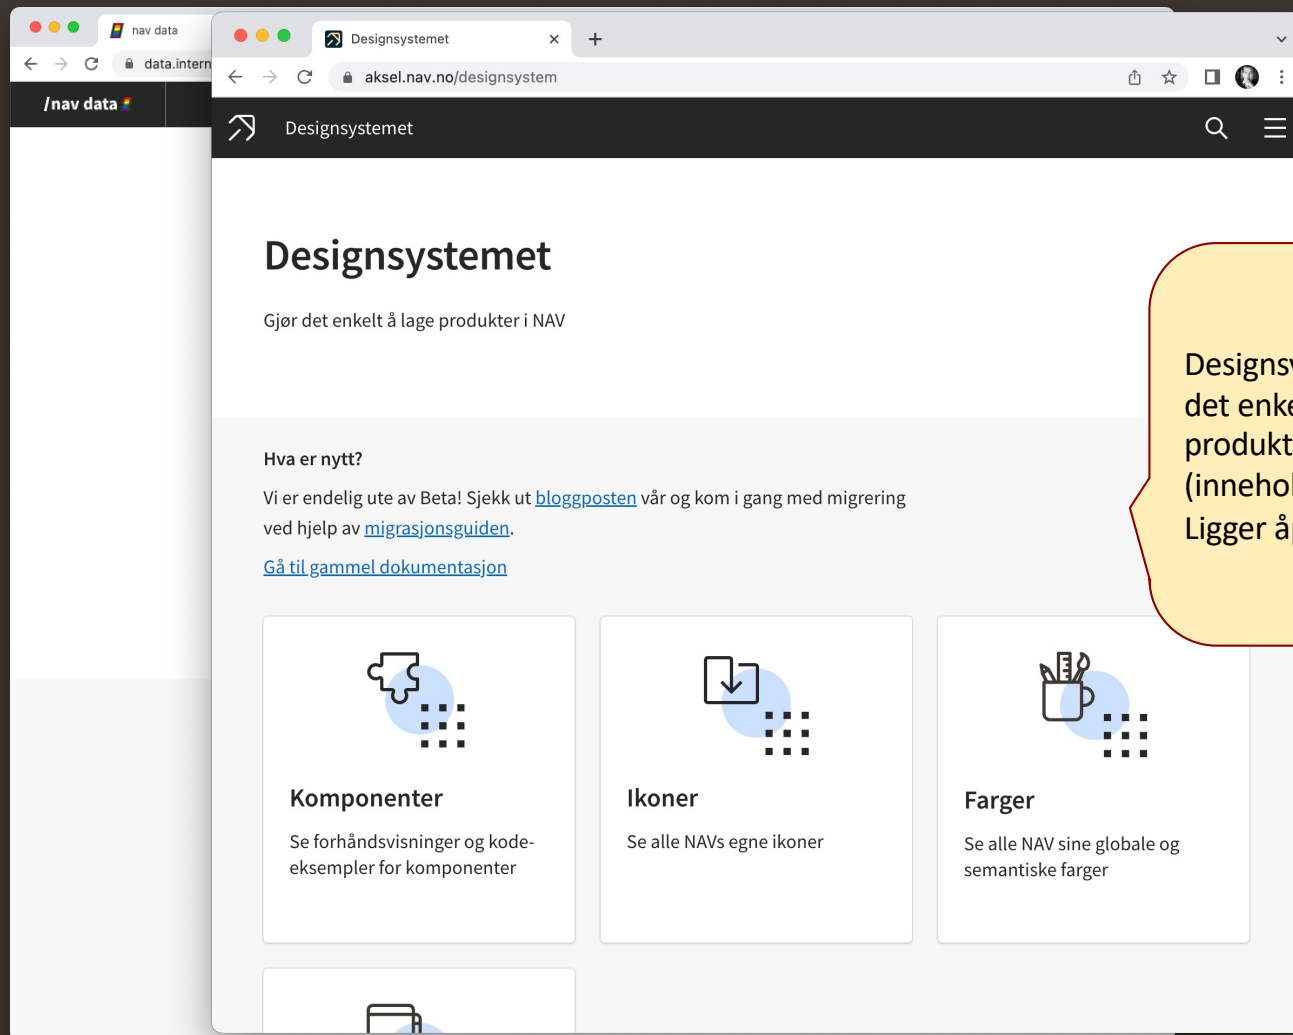 nav data
data.intern
/nav data
Designsystemet
aksel.nav.no/designsystem
Designsystemet
Designsystemet
Gjør det enkelt å lage produkter i NAV
Hva er nytt?
Vi er endelig ute av Beta! Sjekk ut bloggposten vår og kom i gang med migrering
ved hjelp av migrasjonsguiden.
Gå til gammel dokumentasjon
Komponenter
Se forhåndsvisninger og kode-
eksempler for komponenter
Ikoner
Se alle NAVs egne ikoner
Farger
Se alle NAV sine globale og
semantiske farger
det
Ligger